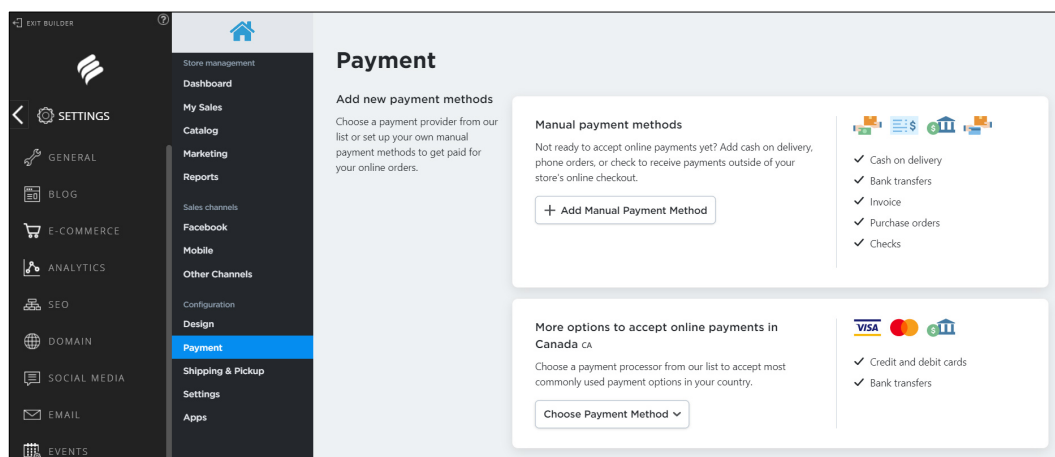 EXIT BUILDER
?
SETTINGS
GENERAL
BLOG
E-COMMERCE
ANALYTICS
SEO
DOMAIN
SOCIAL MEDIA
EMAIL
EVENTS
Store management
Dashboard
My Sales
Catalog
Marketing
Reports
Sales channels
Facebook
Mobile
Other Channels
Configuration
Design
Payment
Shipping & Pickup
Settings
Apps
Payment
Add new payment methods
Choose a payment provider from our
list or set up your own manual
payment methods to get paid for
your online orders.
Manual payment methods
Not ready to accept online payments yet? Add cash on delivery,
phone orders, or check to receive payments outside of your
store's online checkout.
+ Add Manual Payment Method
$ $
Cash on delivery
Bank transfers
Invoice
Purchase orders
Checks
More options to accept online payments in
Canada CA
Choose a payment processor from our list to accept most
commonly used payment options in your country.
Choose Payment Method
VISA $
Credit and debit cards
Bank transfers